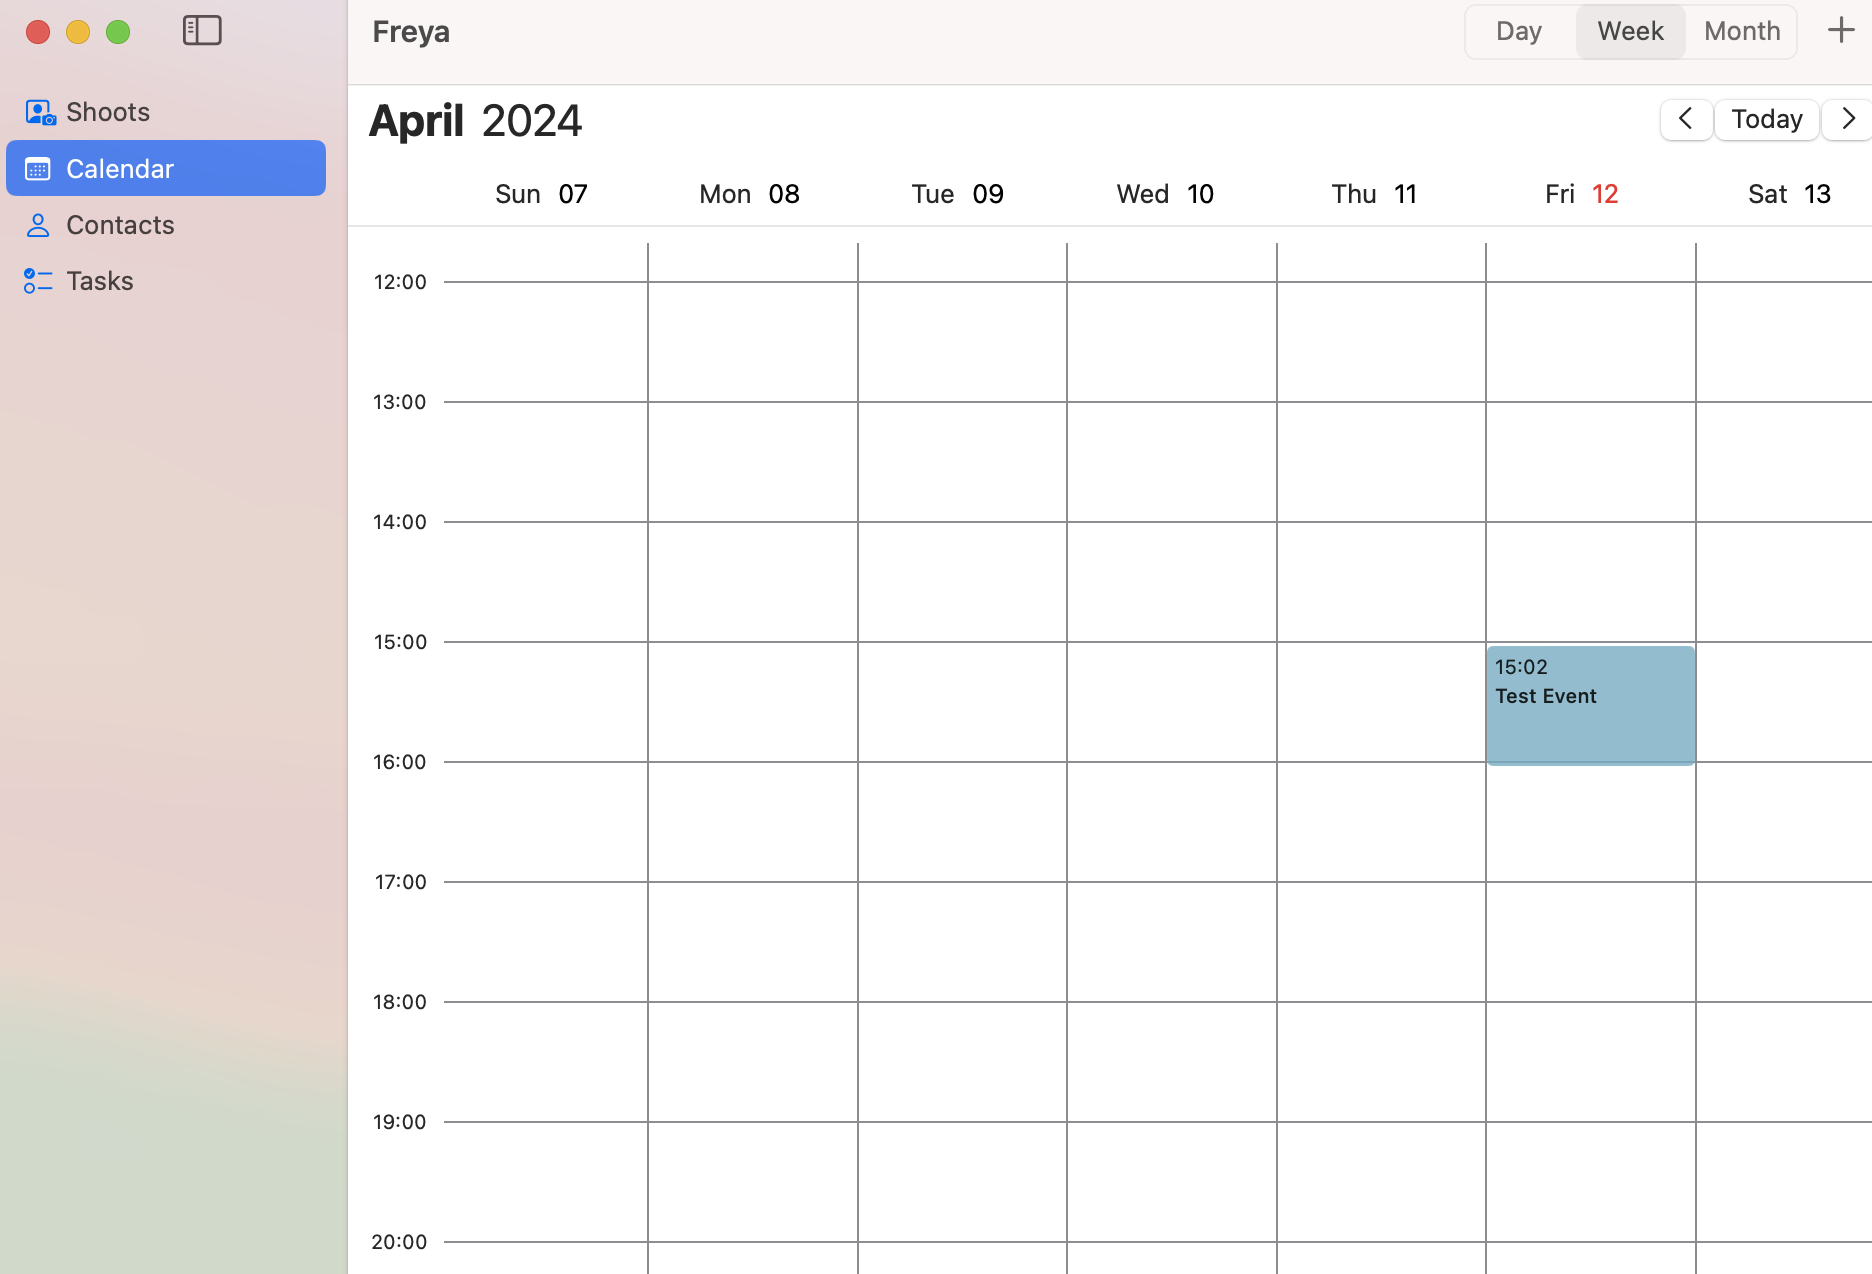 Freya
Day Week Month
Shoots
Calendar
Contacts
Tasks
April 2024
Today
Sun 07 Mon 08 Tue 09 Wed 10 Thu 11 Fri 12 Sat 13
12:00
13:00
14:00
15:00
15:02
Test Event
16:00
17:00
18:00
19:00
20:00